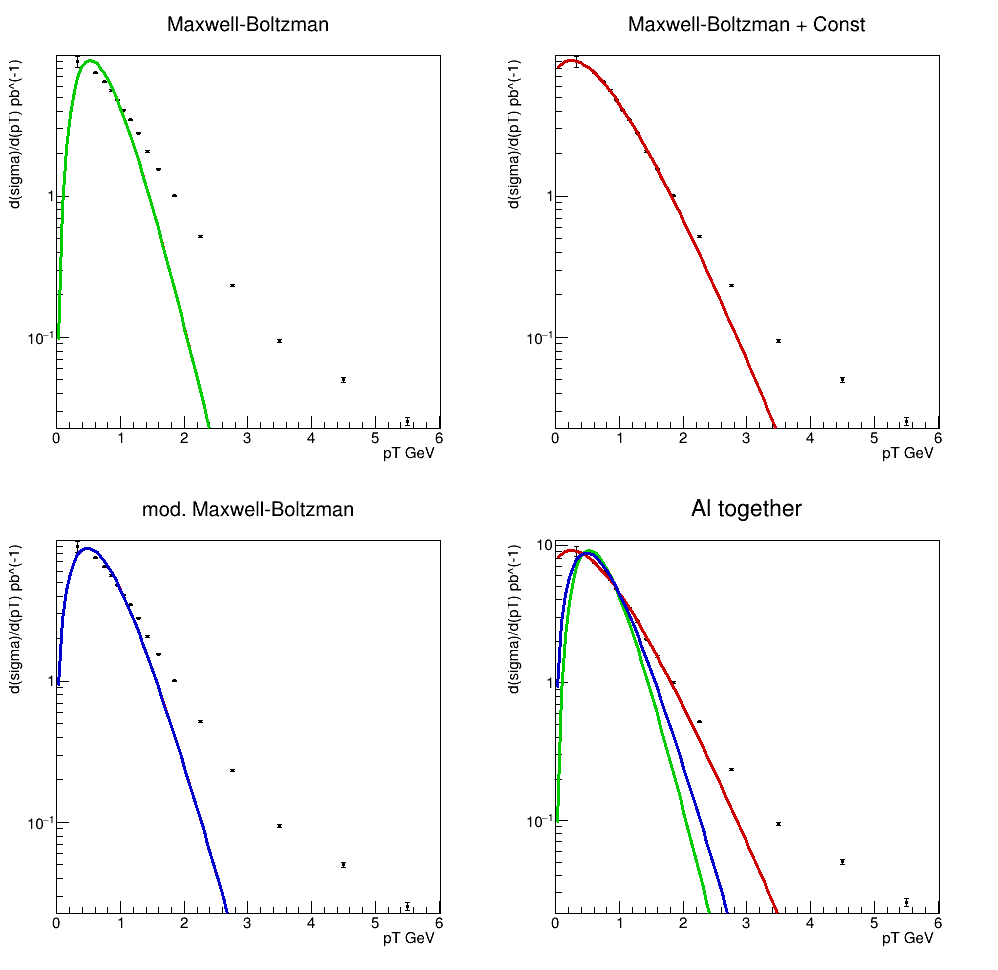 Maxwell-Boltzman
d(sigma)/d(pT) pb^(-1)
1
10⁻¹
0 1 2 3 4 5 6
pT GeV
Maxwell-Boltzman + Const
d(sigma)/d(pT) pb^(-1)
1
10⁻¹
0 1 2 3 4 5 6
pT GeV
mod. Maxwell-Boltzman
d(sigma)/d(pT) pb^(-1)
1
10⁻¹
0 1 2 3 4 5 6
pT GeV
Al together
d(sigma)/d(pT) pb^(-1)
10
1
10⁻¹
0 1 2 3 4 5 6
pT GeV